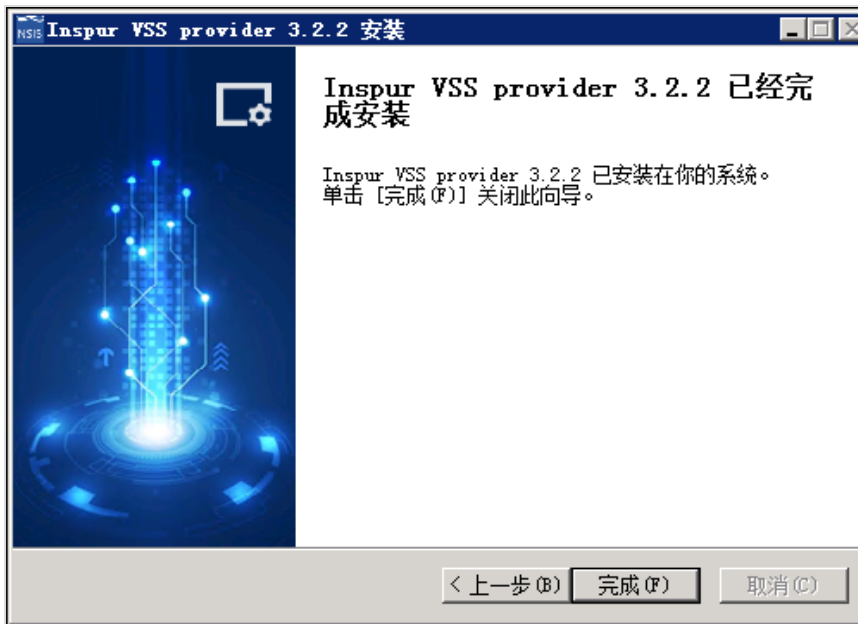 NSIS Inspur VSS provider 3.2.2 安装
Inspur VSS provider 3.2.2 已经完
成安装
Inspur VSS provider 3.2.2 已安装在你的系统。
单击 [完成(F)] 关闭此向导。
< 上一步(B) 完成(F) 取消(C)